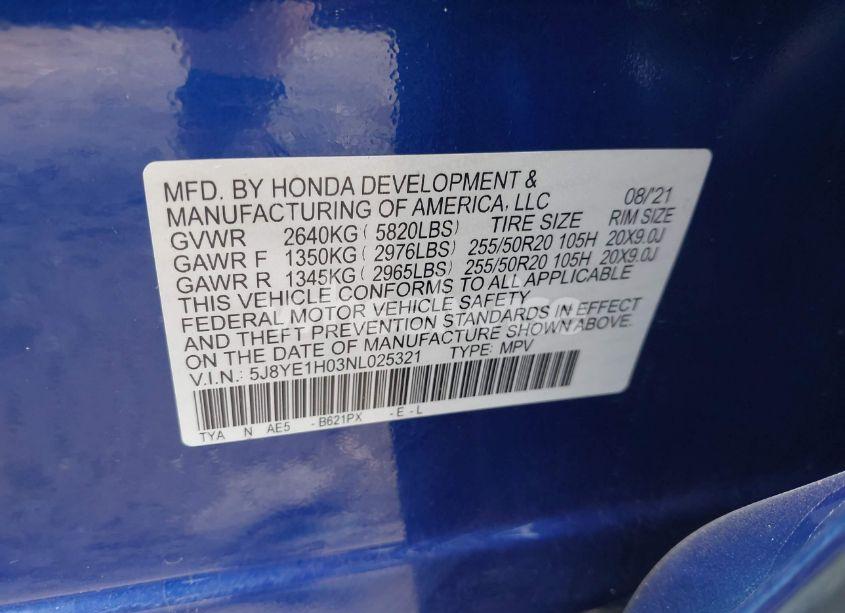 MFD. BY HONDA DEVELOPMENT &
MANUFACTURING OF AMERICA, LLC 08/'21
GVWR 2640KG ( 5820LBS) TIRE SIZE RIM SIZE
GAWR F 1350KG ( 2976LBS) 255/50R20 105H 20X9.0J
GAWR R 1345KG ( 2965LBS) 255/50R20 105H 20X9.0J
THIS VEHICLE CONFORMS TO ALL APPLICABLE
FEDERAL MOTOR VEHICLE SAFETY
AND THEFT PREVENTION STANDARDS IN EFFECT
ON THE DATE OF MANUFACTURE SHOWN ABOVE.
V.I.N.: 5J8YE1H03NL025321 TYPE: MPV
TYA N AE5 - B621PX - E - L